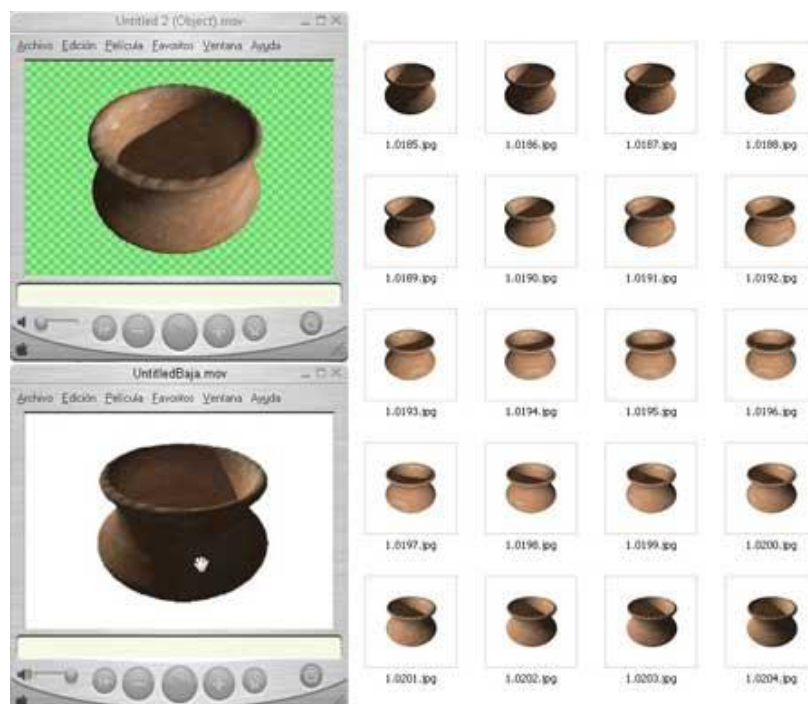 Untitled 2 (Object).mov
Archivo Edición Película Favoritos Ventana Ayuda
UntitledBaja.mov
Archivo Edición Película Favoritos Ventana Ayuda
1.0185.jpg 1.0186.jpg 1.0187.jpg 1.0188.jpg
1.0189.jpg 1.0190.jpg 1.0191.jpg 1.0192.jpg
1.0193.jpg 1.0194.jpg 1.0195.jpg 1.0196.jpg
1.0197.jpg 1.0198.jpg 1.0199.jpg 1.0200.jpg
1.0201.jpg 1.0202.jpg 1.0203.jpg 1.0204.jpg